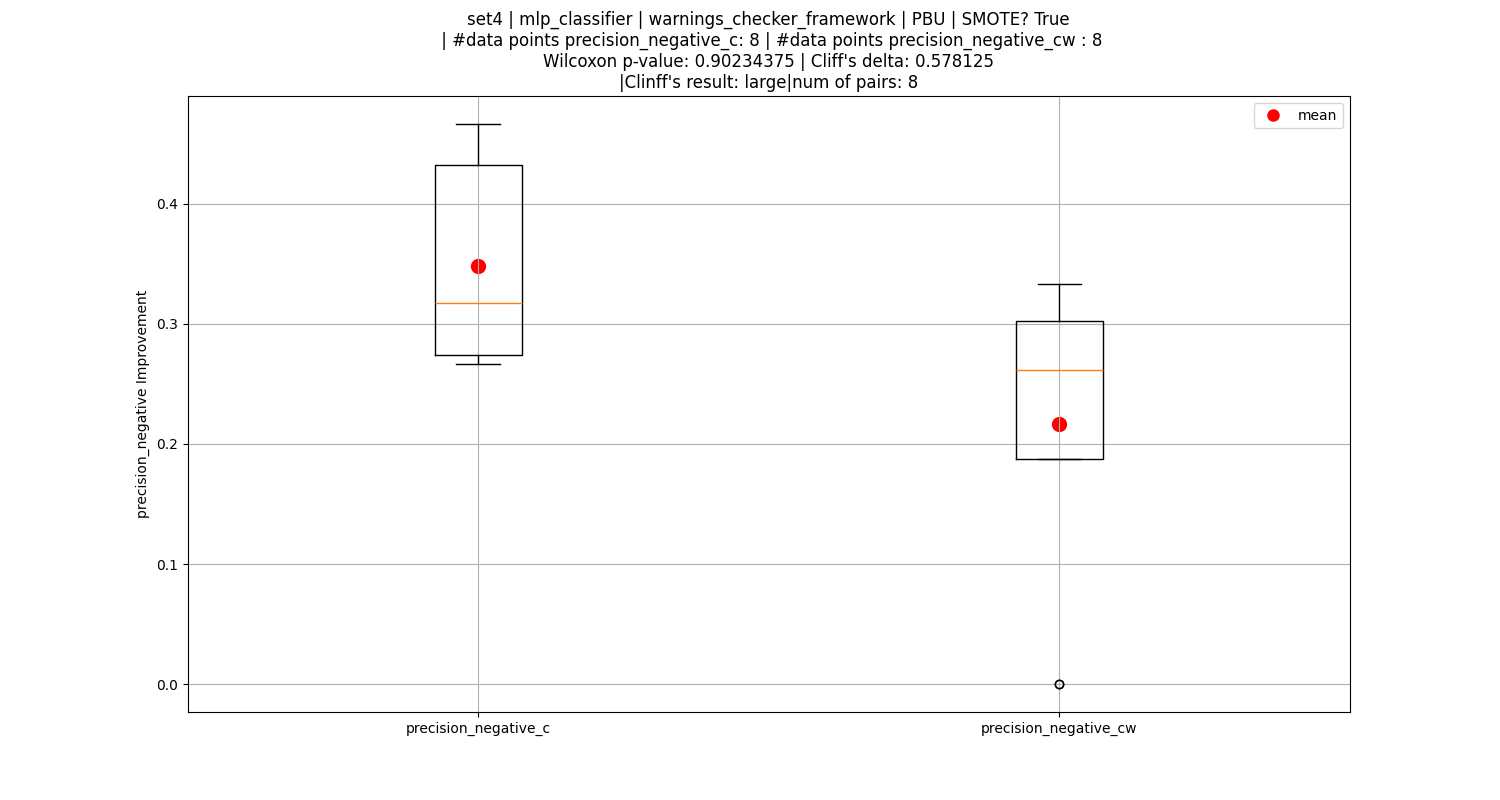 set4 | mlp_classifier | warnings_checker_framework | PBU | SMOTE? True
| #data points precision_negative_c: 8 | #data points precision_negative_cw : 8
Wilcoxon p-value: 0.90234375 | Cliff's delta: 0.578125
|Clinff's result: large|num of pairs: 8
mean
0.4
0.3
0.2
0.1
0.0
precision_negative Improvement
precision_negative_c
precision_negative_cw